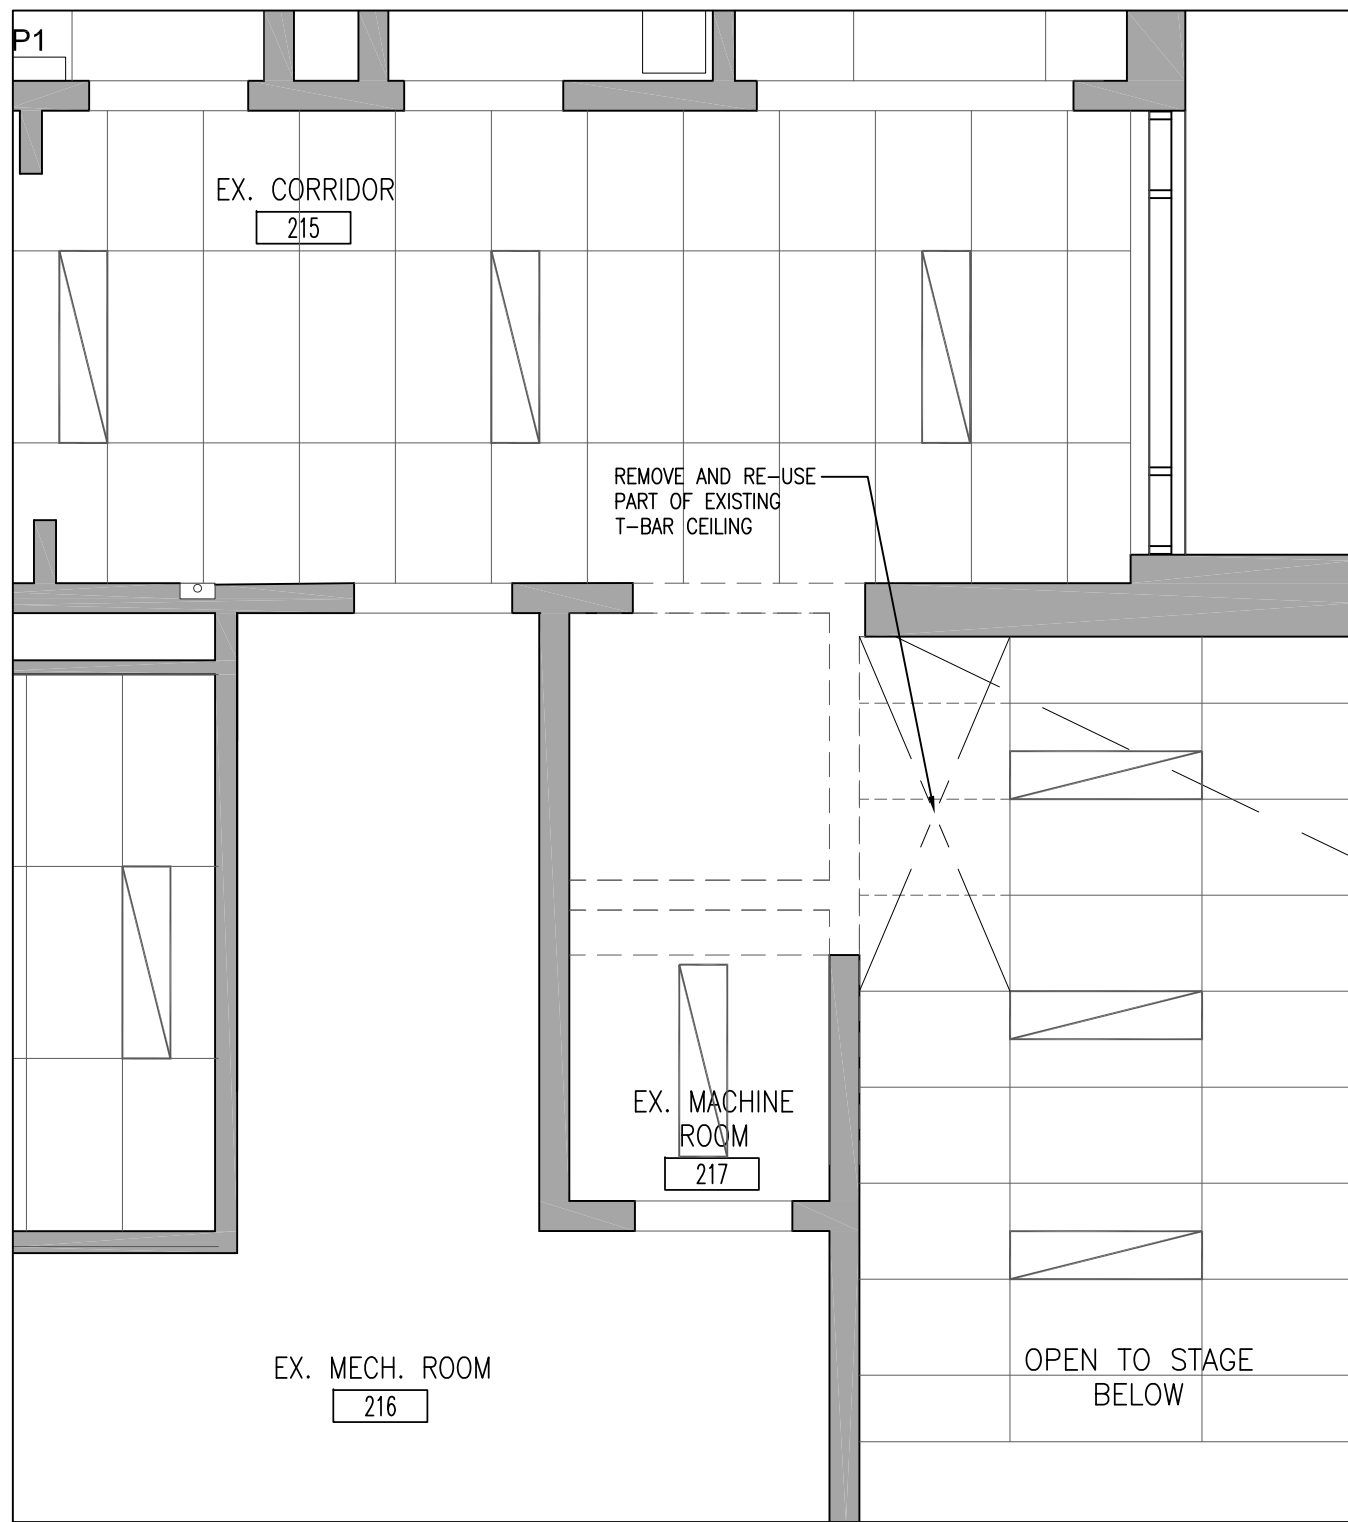 P1
EX. CORRIDOR
215
REMOVE AND RE-USE
PART OF EXISTING
T-BAR CEILING
EX. MACHINE
ROOM
217
EX. MECH. ROOM
216
OPEN TO STAGE
BELOW